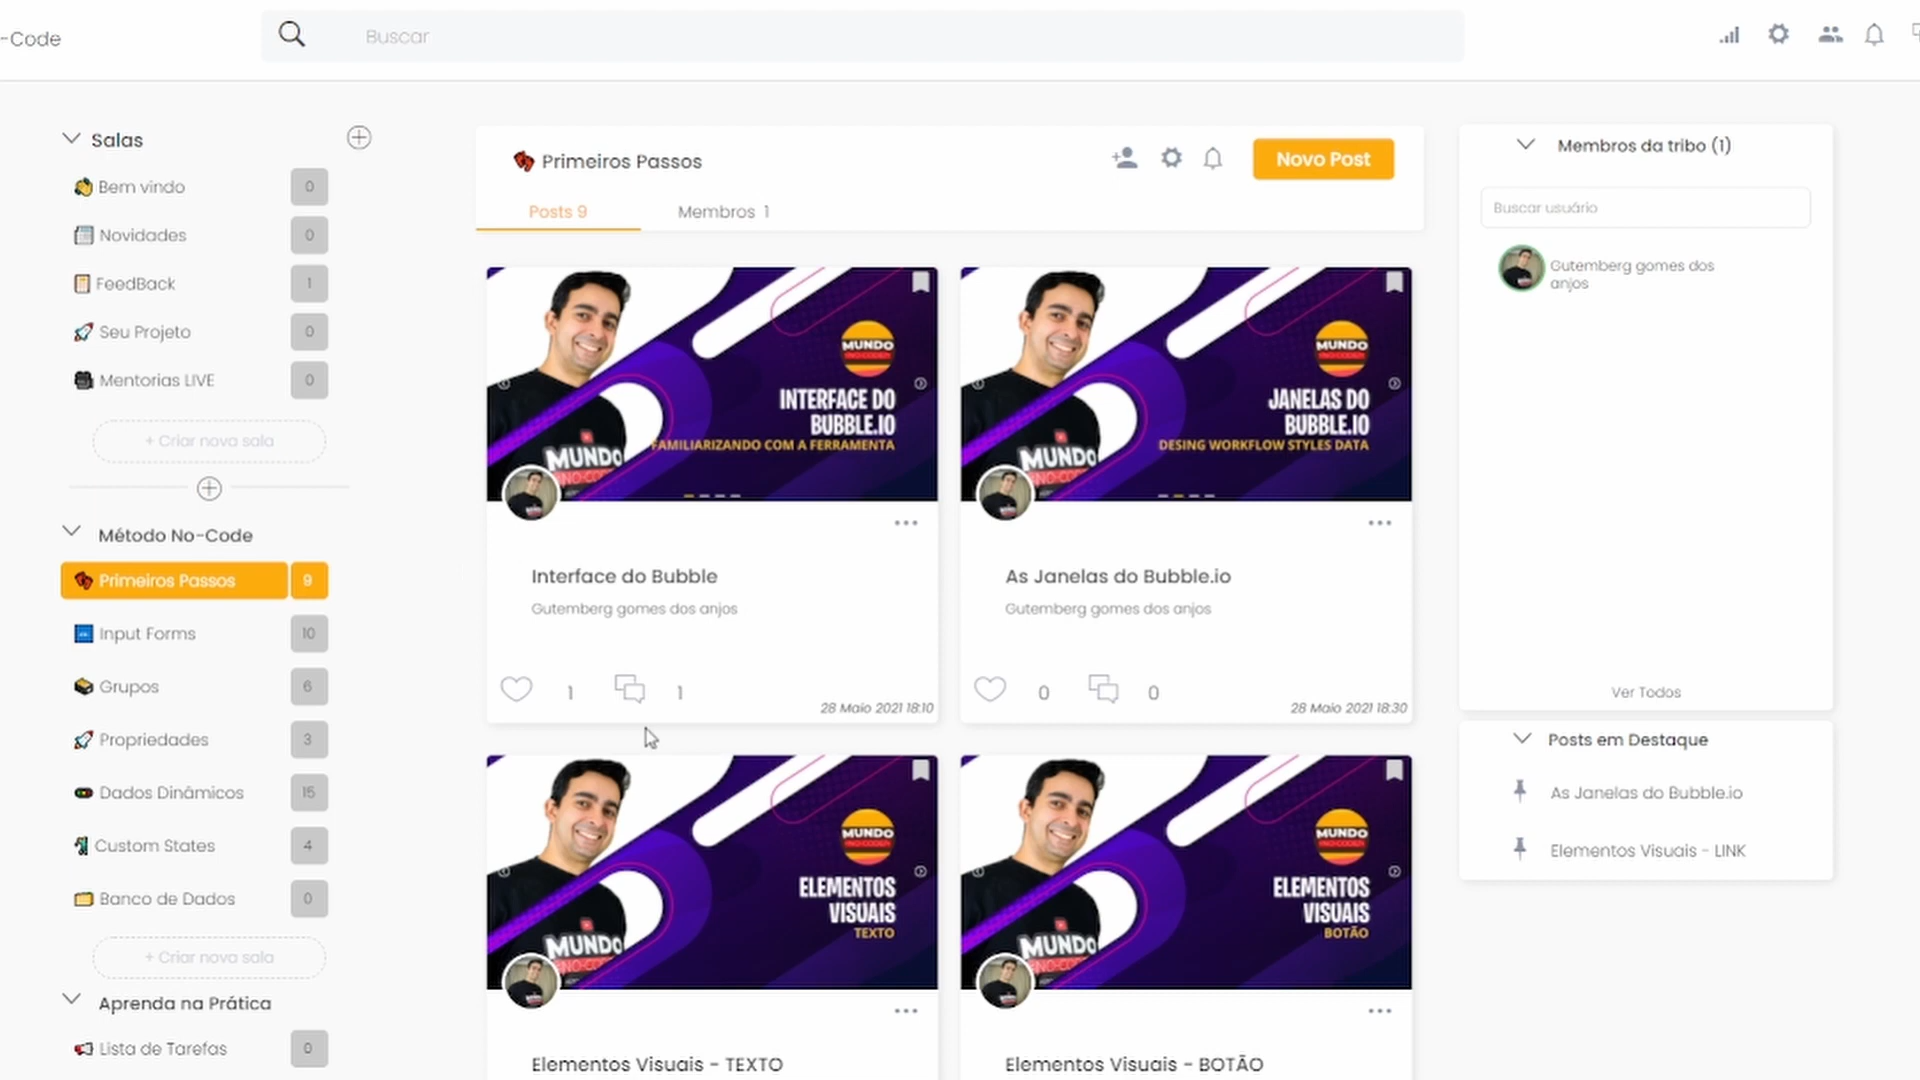 -Code
Buscar
Salas
Bem vindo 0
Novidades 0
FeedBack 1
Seu Projeto 0
Mentorias LIVE 0
+ Criar nova sala
Método No-Code
Primeiros Passos 9
Input Forms 10
Grupos 6
Propriedades 3
Dados Dinâmicos 15
Custom States 4
Banco de Dados 0
+ Criar nova sala
Aprenda na Prática
Lista de Tarefas 0
Primeiros Passos
Novo Post
Posts 9
Membros 1
MUNDO
INTERFACE DO
BUBBLE.IO
FAMILIARIZANDO COM A FERRAMENTA
MUNDO
Interface do Bubble
Gutemberg gomes dos anjos
1
1
28 Maio 2021 18:10
MUNDO
JANELAS DO
BUBBLE.IO
DESING WORKFLOW STYLES DATA
MUNDO
As Janelas do Bubble.io
Gutemberg gomes dos anjos
0
0
28 Maio 2021 18:30
MUNDO
ELEMENTOS
VISUAIS
TEXTO
MUNDO
Elementos Visuais - TEXTO
MUNDO
ELEMENTOS
VISUAIS
BOTÃO
MUNDO
Elementos Visuais - BOTÃO
Membros da tribo (1)
Buscar usuário
Gutemberg gomes dos
anjos
Ver Todos
Posts em Destaque
As Janelas do Bubble.io
Elementos Visuais - LINK